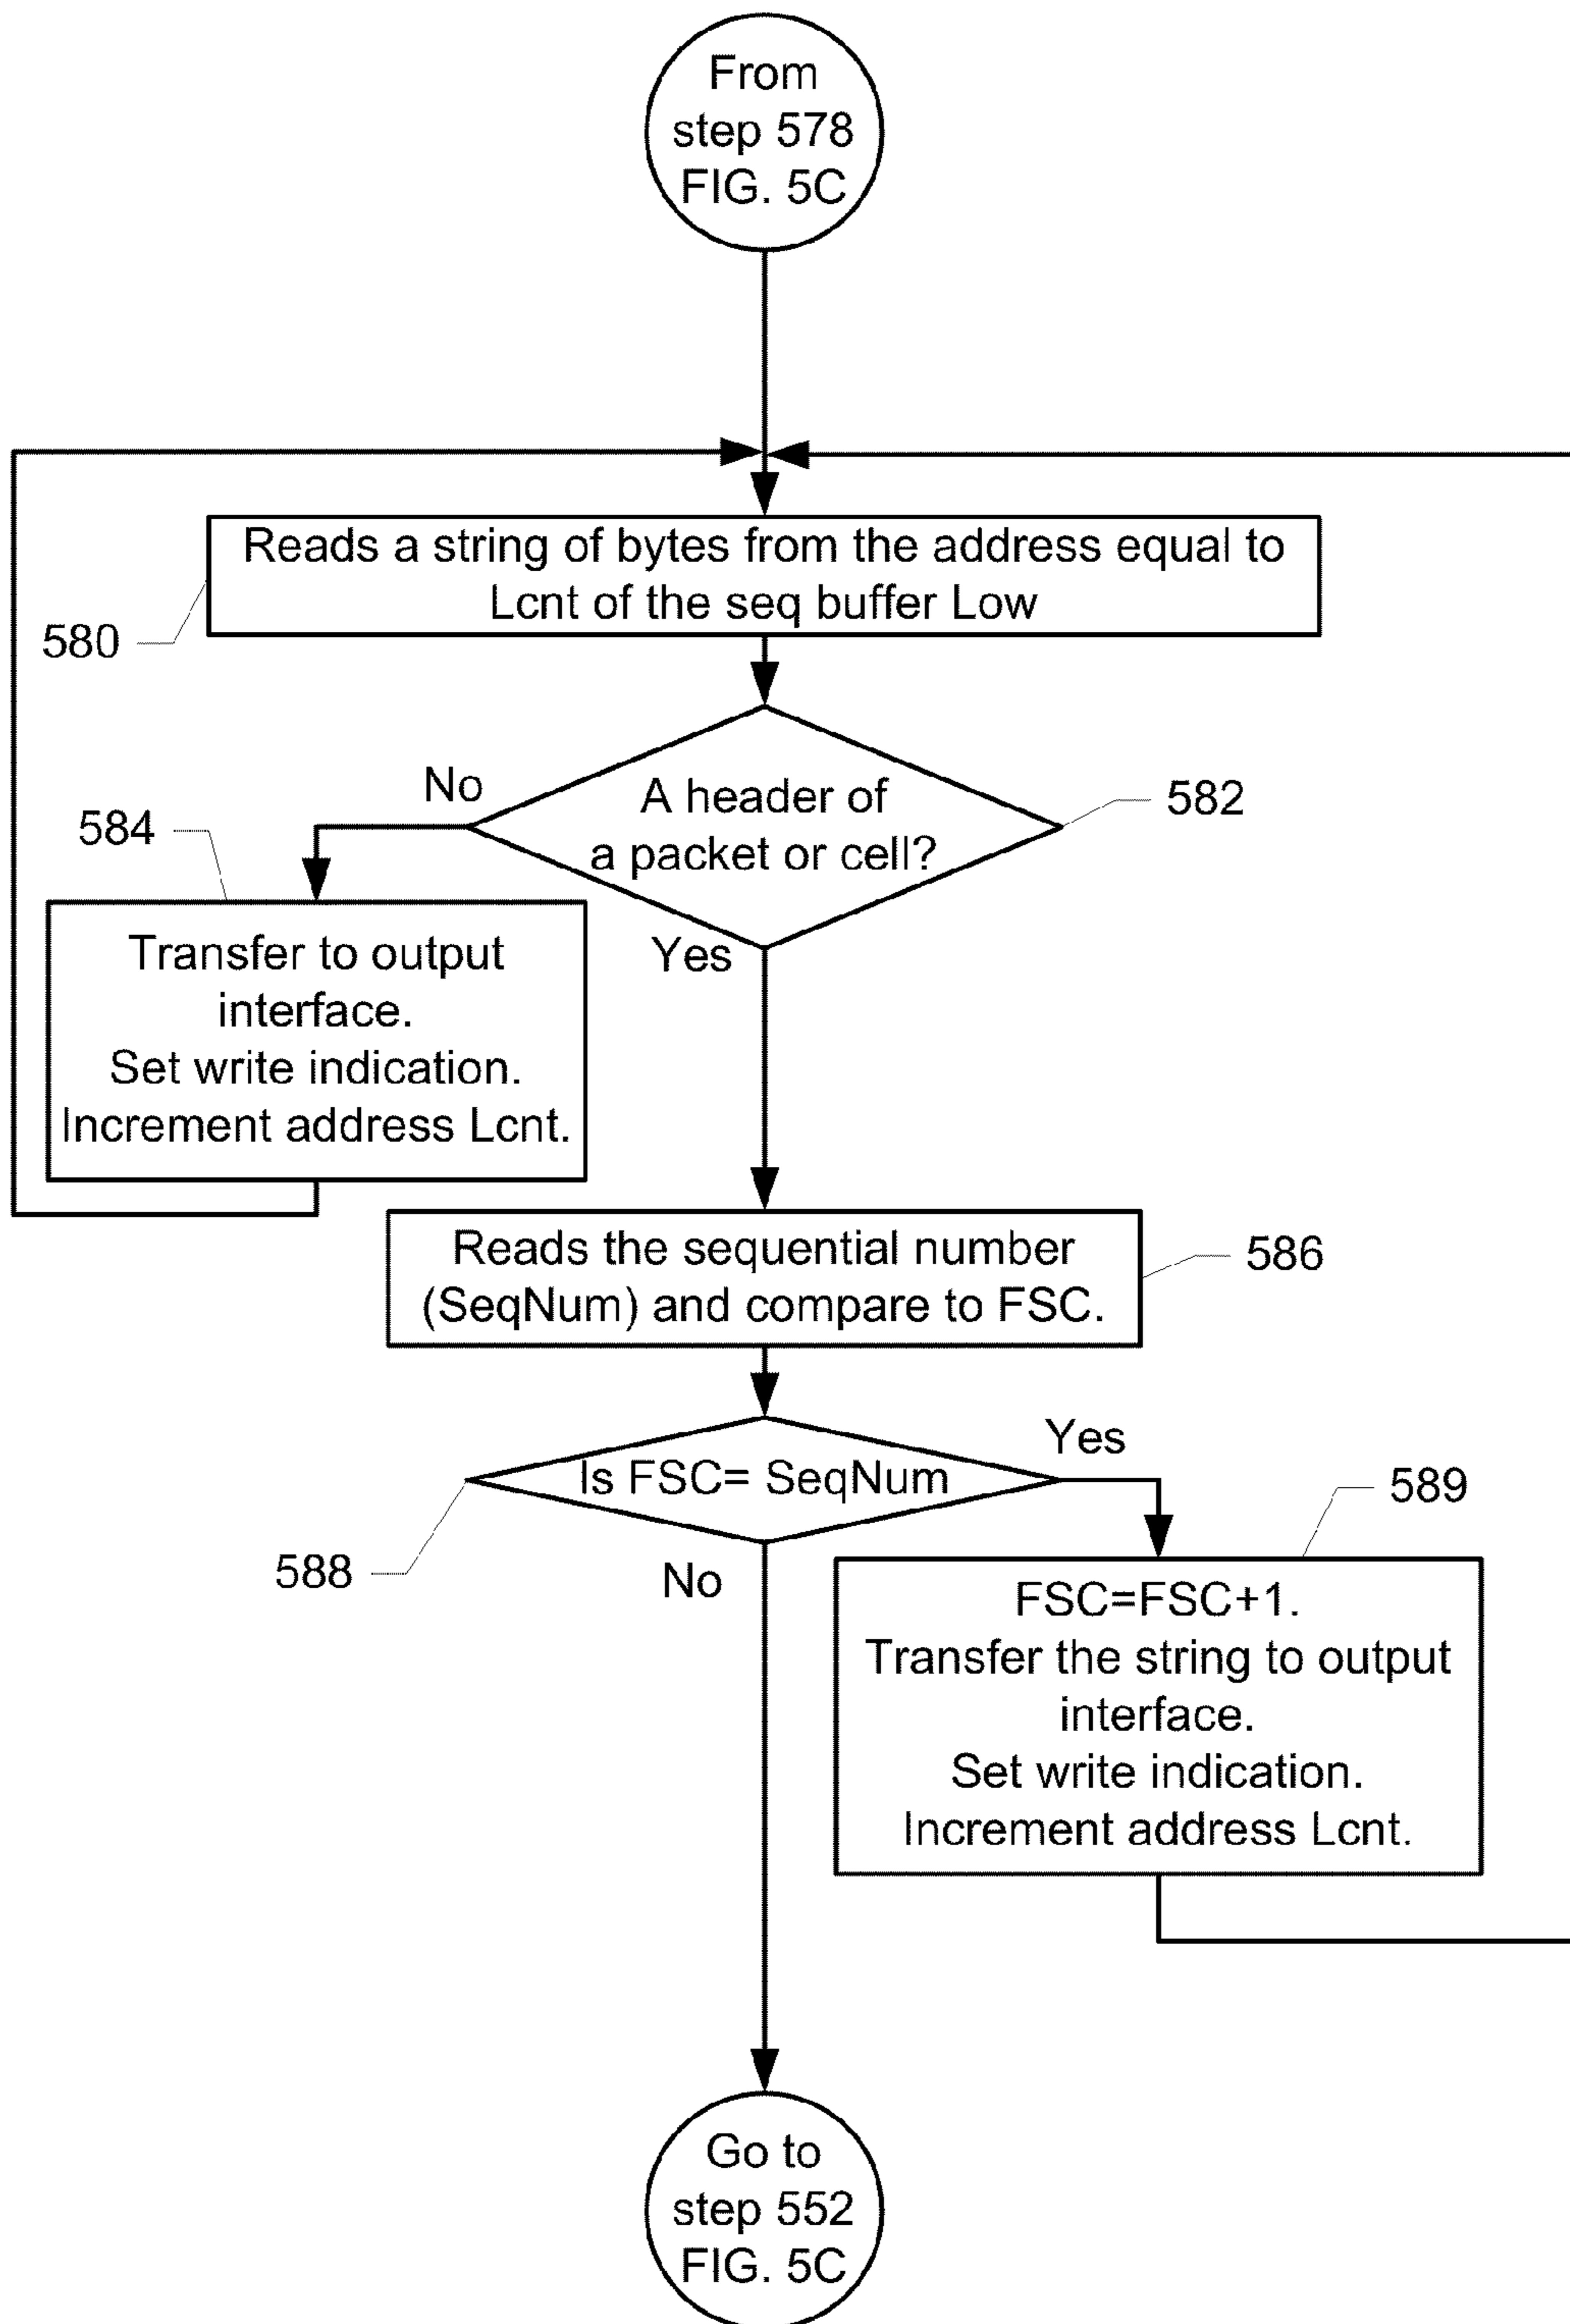 From
step 578
FIG. 5C
Reads a string of bytes from the address equal to
Lcnt of the seq buffer Low
580
No
A header of
a packet or cell?
582
584
Yes
Transfer to output
interface.
Set write indication.
Increment address Lcnt.
Reads the sequential number
(SeqNum) and compare to FSC.
586
Yes
Is FSC= SeqNum
589
588
No
FSC=FSC+1.
Transfer the string to output
interface.
Set write indication.
Increment address Lcnt.
Go to
step 552
FIG. 5C